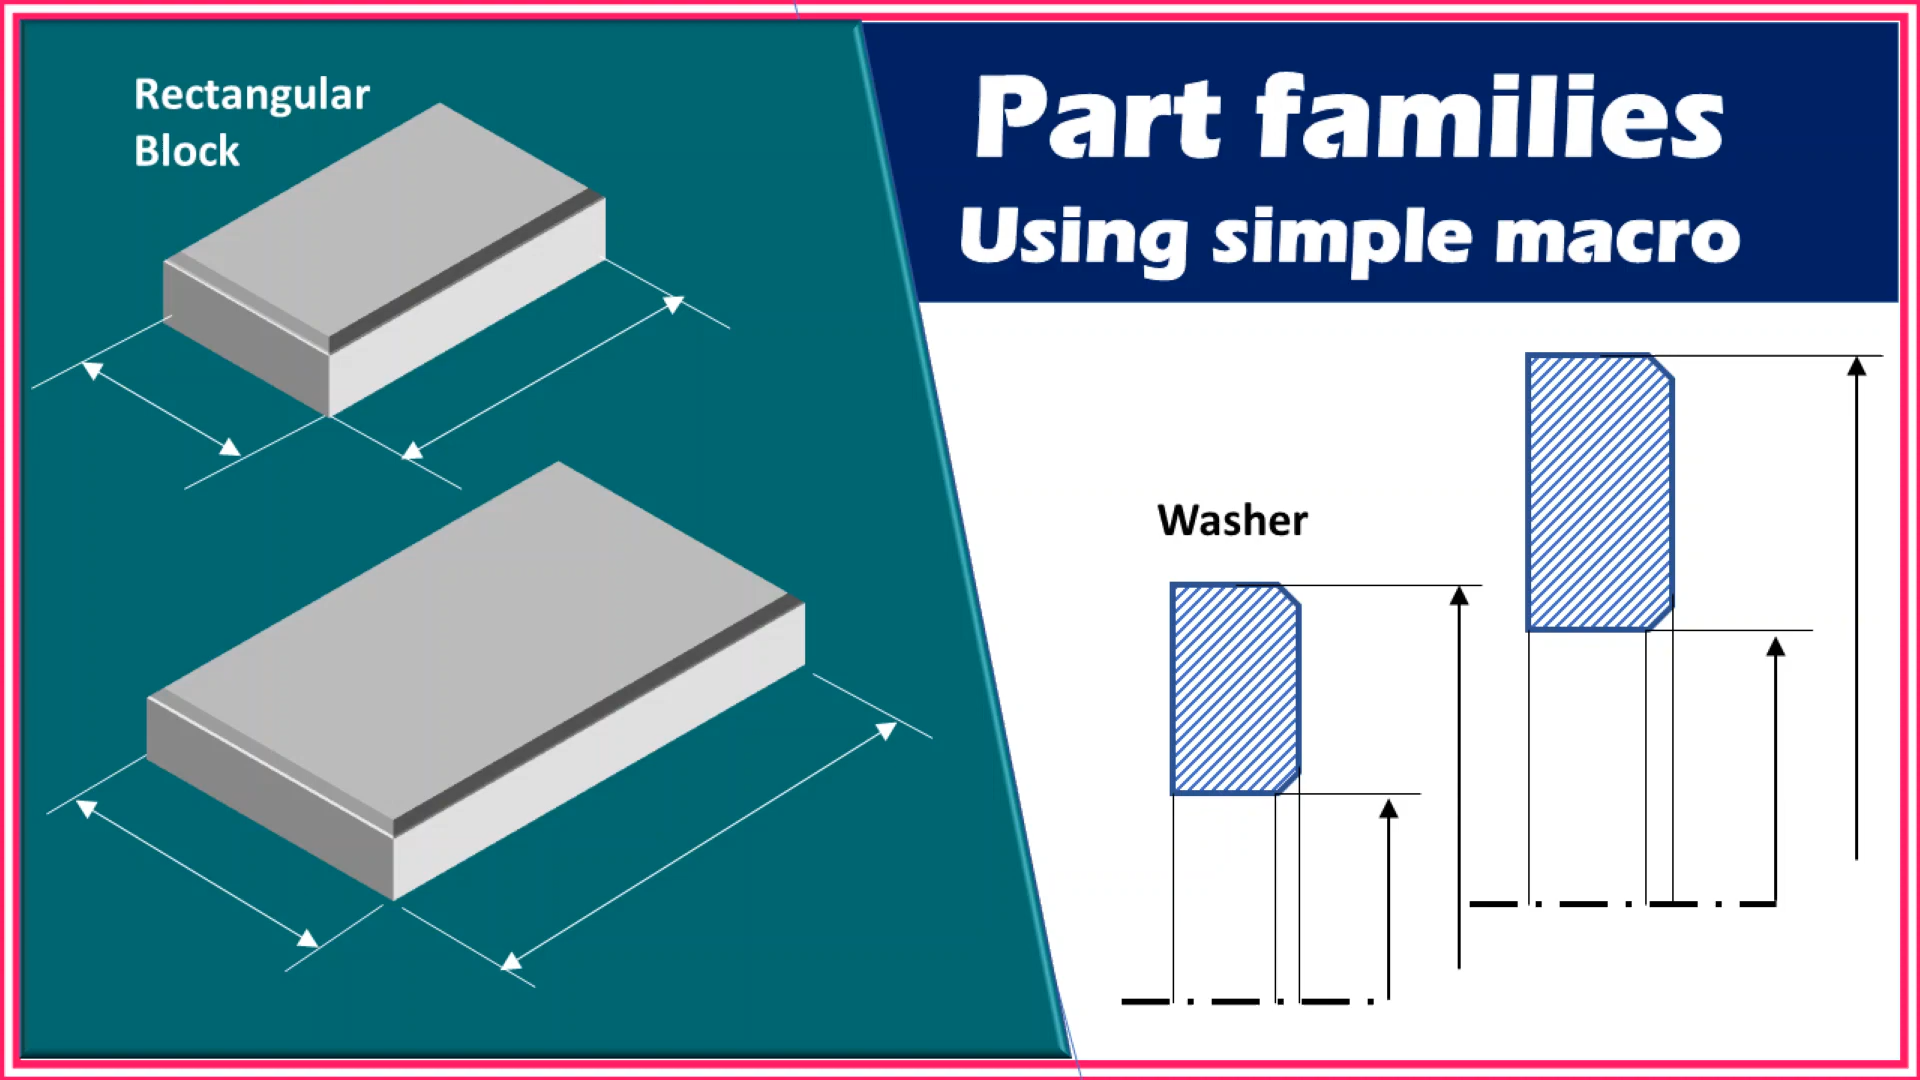 Rectangular
Block
Part families
Using simple macro
Washer